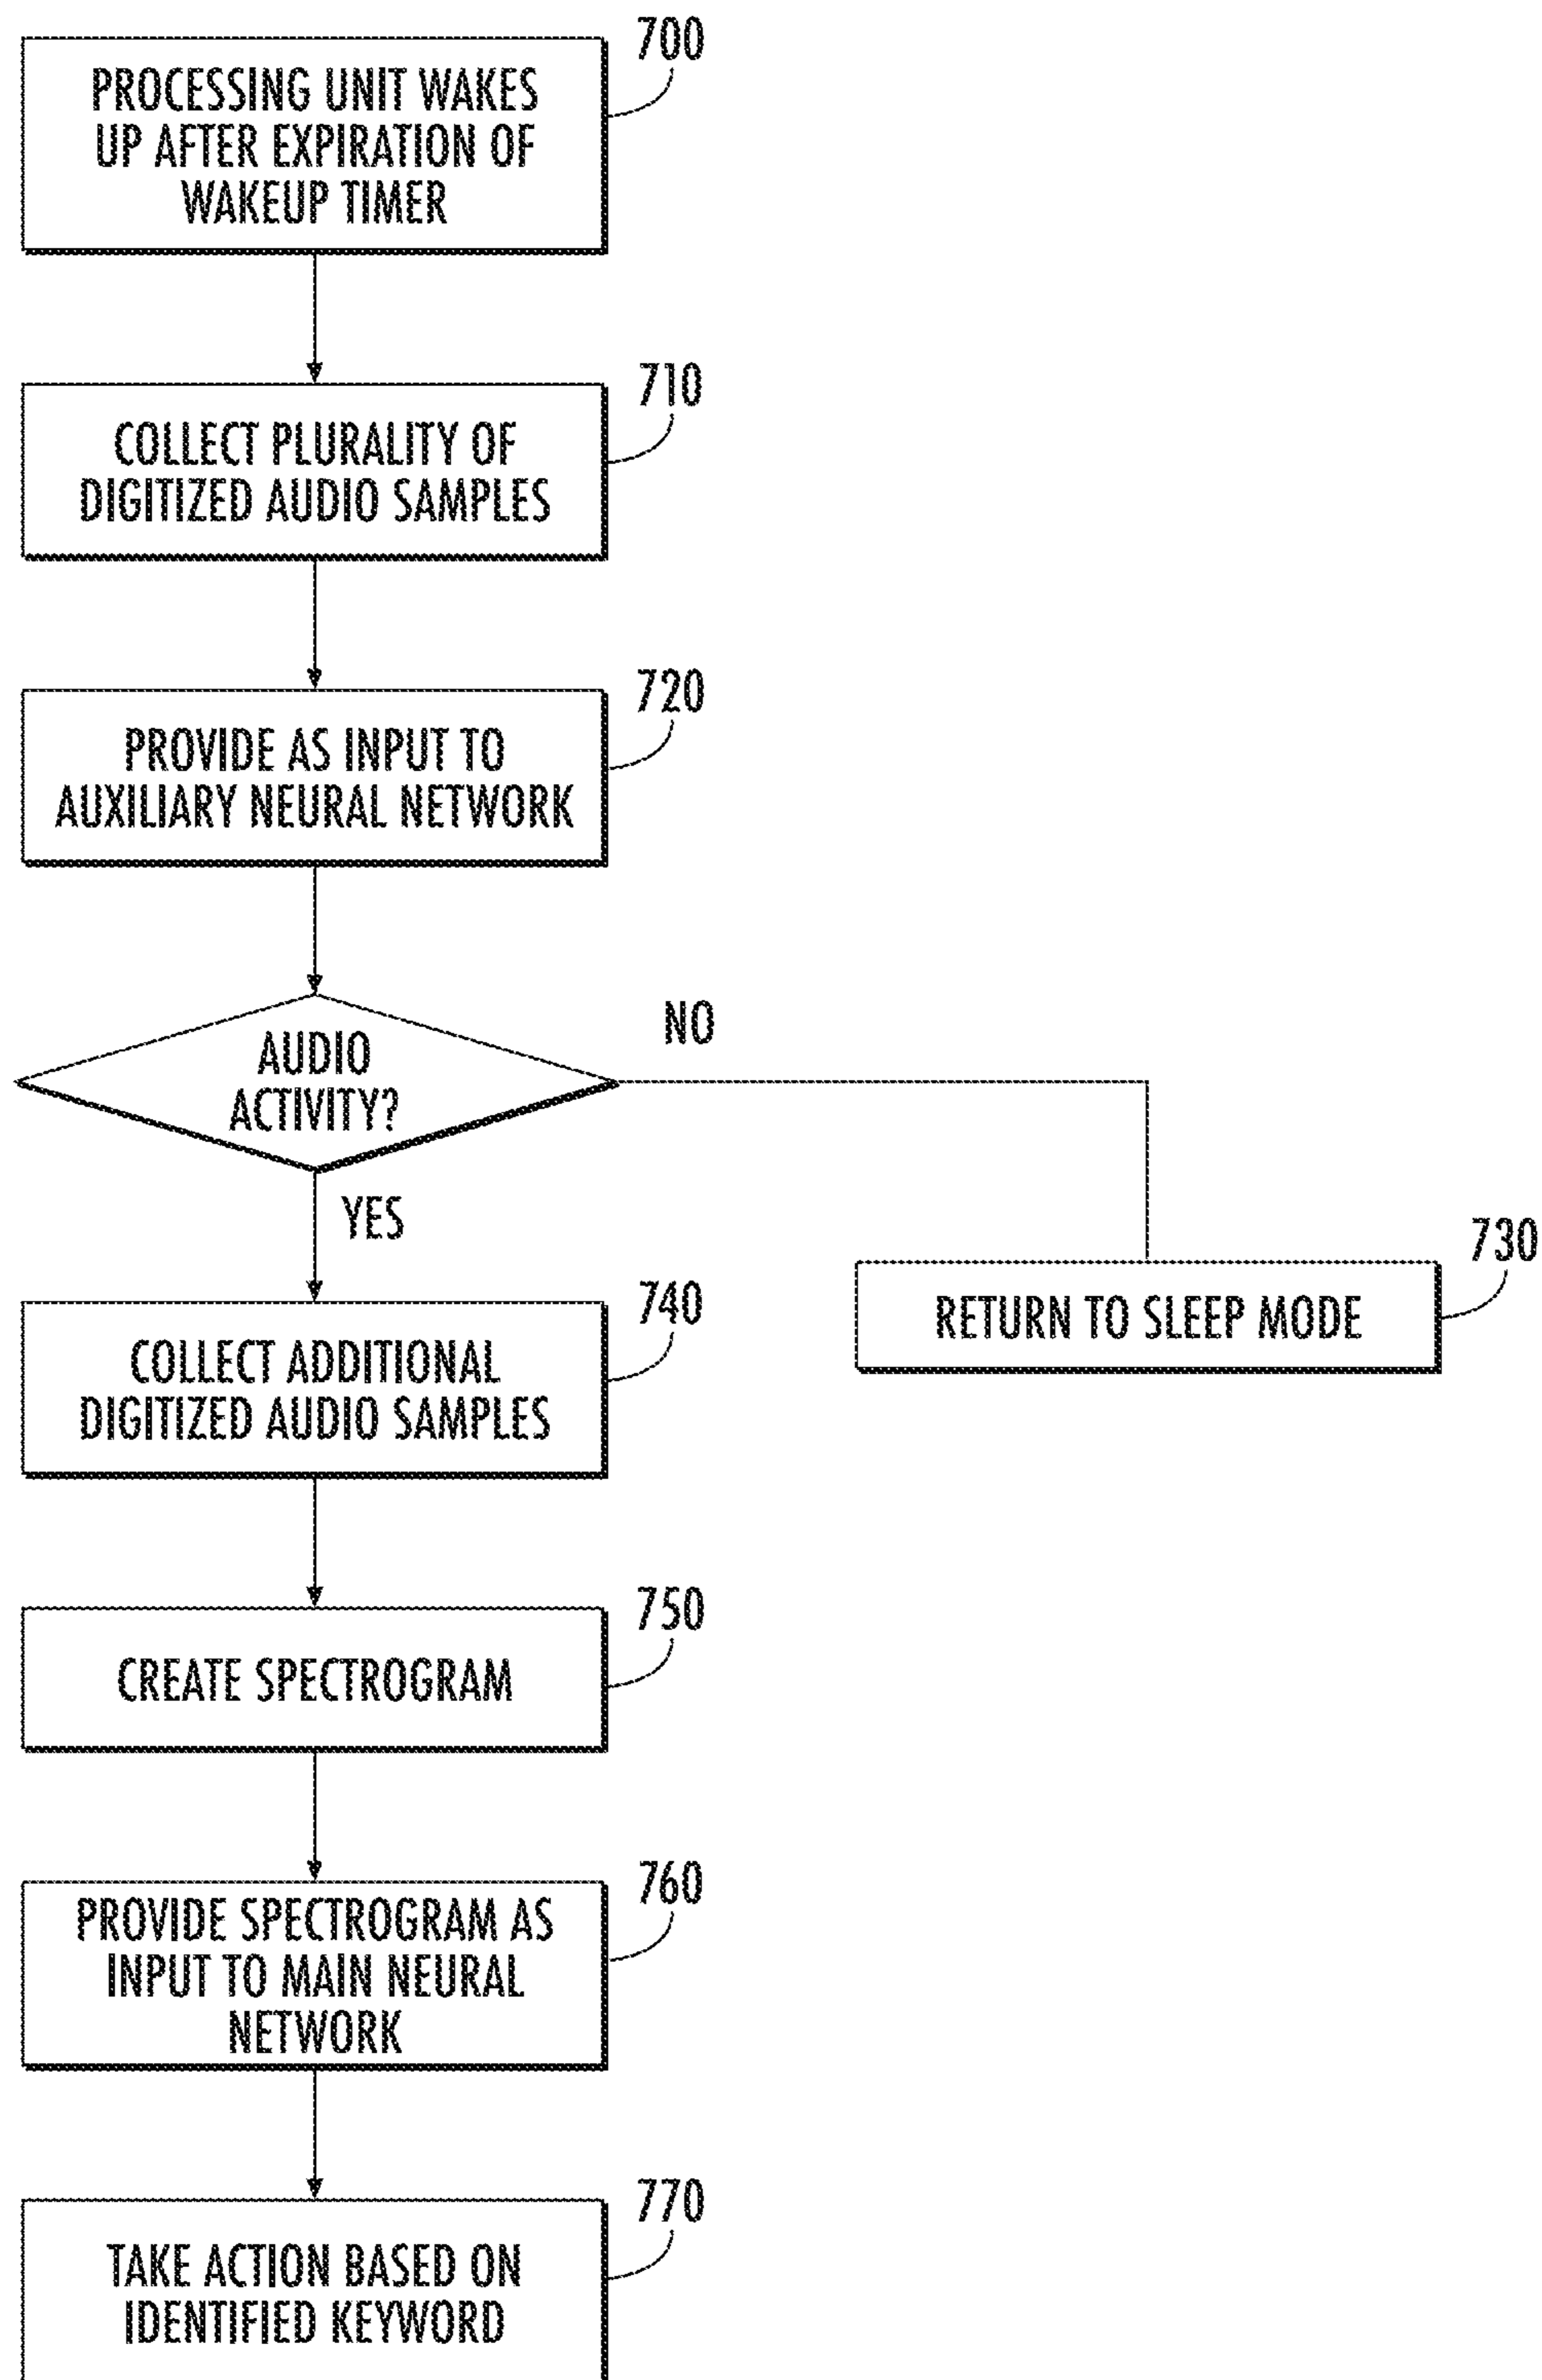 700
PROCESSING UNIT WAKES
UP AFTER EXPIRATION OF
WAKEUP TIMER
710
COLLECT PLURALITY OF
DIGITIZED AUDIO SAMPLES
720
PROVIDE AS INPUT TO
AUXILIARY NEURAL NETWORK
AUDIO
ACTIVITY?
NO
YES
730
RETURN TO SLEEP MODE
740
COLLECT ADDITIONAL
DIGITIZED AUDIO SAMPLES
750
CREATE SPECTROGRAM
760
PROVIDE SPECTROGRAM AS
INPUT TO MAIN NEURAL
NETWORK
770
TAKE ACTION BASED ON
IDENTIFIED KEYWORD